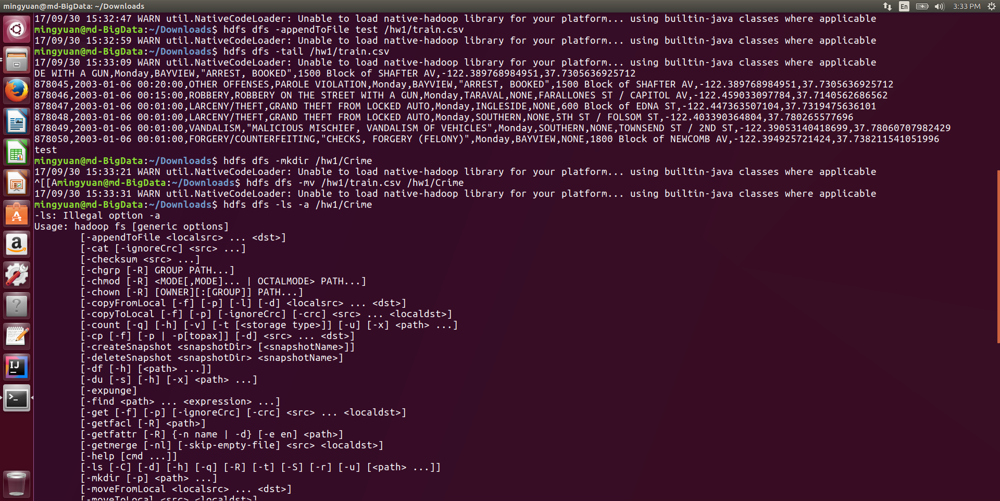 mingyuan@md-BigData: ~/Downloads
En
3:33 PM
17/09/30 15:32:47 WARN util.NativeCodeLoader: Unable to load native-hadoop library for your platform... using builtin-java classes where applicable
mingyuan@md-BigData:~/Downloads$ hdfs dfs -appendToFile test /hw1/train.csv
17/09/30 15:32:59 WARN util.NativeCodeLoader: Unable to load native-hadoop library for your platform... using builtin-java classes where applicable
mingyuan@md-BigData:~/Downloads$ hdfs dfs -tail /hw1/train.csv
17/09/30 15:33:09 WARN util.NativeCodeLoader: Unable to load native-hadoop library for your platform... using builtin-java classes where applicable
DE WITH A GUN,Monday,BAYVIEW,"ARREST, BOOKED",1500 Block of SHAFTER AV,-122.389768984951,37.7305636925712
878045,2003-01-06 00:20:00,OTHER OFFENSES,PAROLE VIOLATION,Monday,BAYVIEW,"ARREST, BOOKED",1500 Block of SHAFTER AV,-122.389768984951,37.7305636925712
878046,2003-01-06 00:15:00,ROBBERY,ROBBERY ON THE STREET WITH A GUN,Monday,TARAVAL,NONE,FARALLONES ST / CAPITOL AV,-122.459033097784,37.7140562686562
878047,2003-01-06 00:01:00,LARCENY/THEFT,GRAND THEFT FROM LOCKED AUTO,Monday,INGLESIDE,NONE,600 Block of EDNA ST,-122.447363507104,37.7319475636101
878048,2003-01-06 00:01:00,LARCENY/THEFT,GRAND THEFT FROM LOCKED AUTO,Monday,SOUTHERN,NONE,5TH ST / FOLSOM ST,-122.403390364804,37.780265577696
878049,2003-01-06 00:01:00,VANDALISM,"MALICIOUS MISCHIEF, VANDALISM OF VEHICLES",Monday,SOUTHERN,NONE,TOWNSEND ST / 2ND ST,-122.39053140418699,37.78060707982429
878050,2003-01-06 00:01:00,FORGERY/COUNTERFEITING,"CHECKS, FORGERY (FELONY)",Monday,BAYVIEW,NONE,1800 Block of NEWCOMB AV,-122.394925721424,37.738211541051996
test
mingyuan@md-BigData:~/Downloads$ hdfs dfs -mkdir /hw1/Crime
17/09/30 15:33:21 WARN util.NativeCodeLoader: Unable to load native-hadoop library for your platform... using builtin-java classes where applicable
^[[Amingyuan@md-BigData:~/Downloads$ hdfs dfs -mv /hw1/train.csv /hw1/Crime
17/09/30 15:33:31 WARN util.NativeCodeLoader: Unable to load native-hadoop library for your platform... using builtin-java classes where applicable
mingyuan@md-BigData:~/Downloads$ hdfs dfs -ls -a /hw1/Crime
-ls: Illegal option -a
Usage: hadoop fs [generic options]
[-appendToFile <localsrc> ... <dst>]
[-cat [-ignoreCrc] <src> ...]
[-checksum <src> ...]
[-chgrp [-R] GROUP PATH...]
[-chmod [-R] <MODE[,MODE]... | OCTALMODE> PATH...]
[-chown [-R] [OWNER][:[GROUP]] PATH...]
[-copyFromLocal [-f] [-p] [-l] [-d] <localsrc> ... <dst>]
[-copyToLocal [-f] [-p] [-ignoreCrc] [-crc] <src> ... <localdst>]
[-count [-q] [-h] [-v] [-t [<storage type>]] [-u] [-x] <path> ...]
[-cp [-f] [-p | -p[topax]] [-d] <src> ... <dst>]
[-createSnapshot <snapshotDir> [<snapshotName>]]
[-deleteSnapshot <snapshotDir> <snapshotName>]
[-df [-h] [<path> ...]]
[-du [-s] [-h] [-x] <path> ...]
[-expunge]
[-find <path> ... <expression> ...]
[-get [-f] [-p] [-ignoreCrc] [-crc] <src> ... <localdst>]
[-getfacl [-R] <path>]
[-getfattr [-R] {-n name | -d} [-e en] <path>]
[-getmerge [-nl] [-skip-empty-file] <src> <localdst>]
[-help [cmd ...]]
[-ls [-C] [-d] [-h] [-q] [-R] [-t] [-S] [-r] [-u] [<path> ...]]
[-mkdir [-p] <path> ...]
[-moveFromLocal <localsrc> ... <dst>]
[-moveToLocal <src> <localdst>]